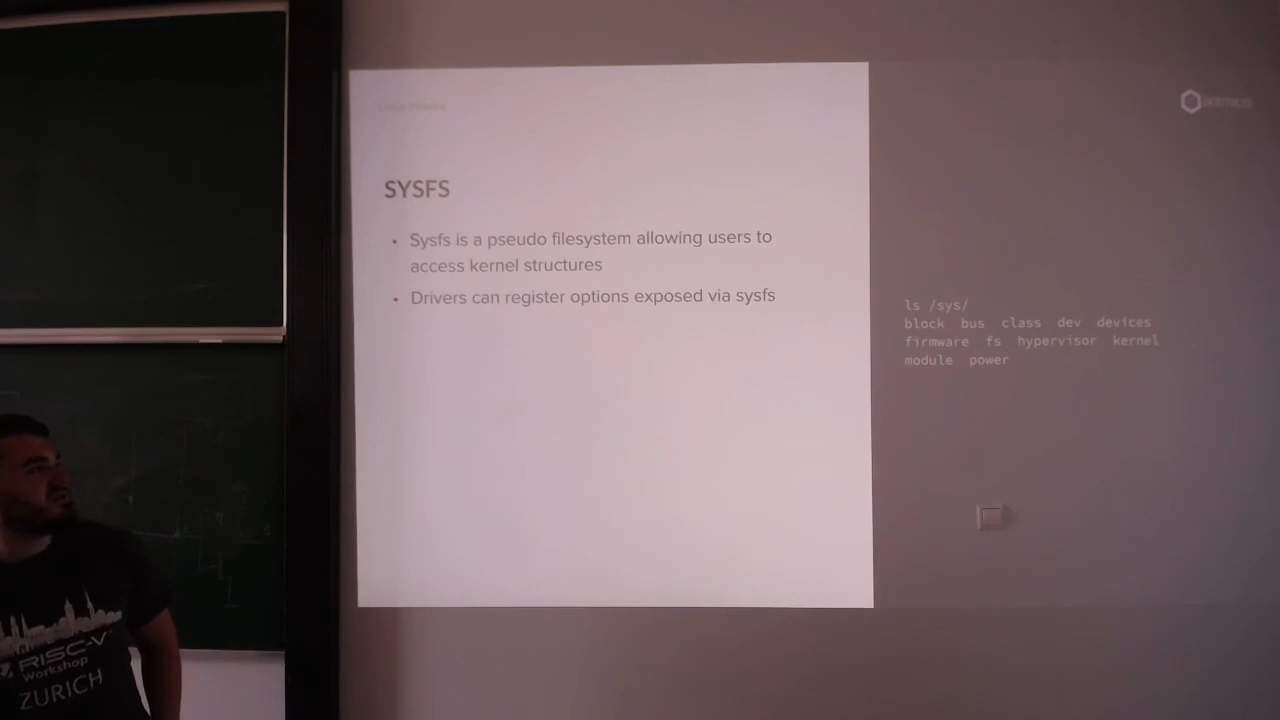 SYSFS
• Sysfs is a pseudo filesystem allowing users to
access kernel structures
• Drivers can register options exposed via sysfs
ls /sys/
block bus class dev devices
firmware fs hypervisor kernel
module power
RISC-V
Workshop
ZURICH